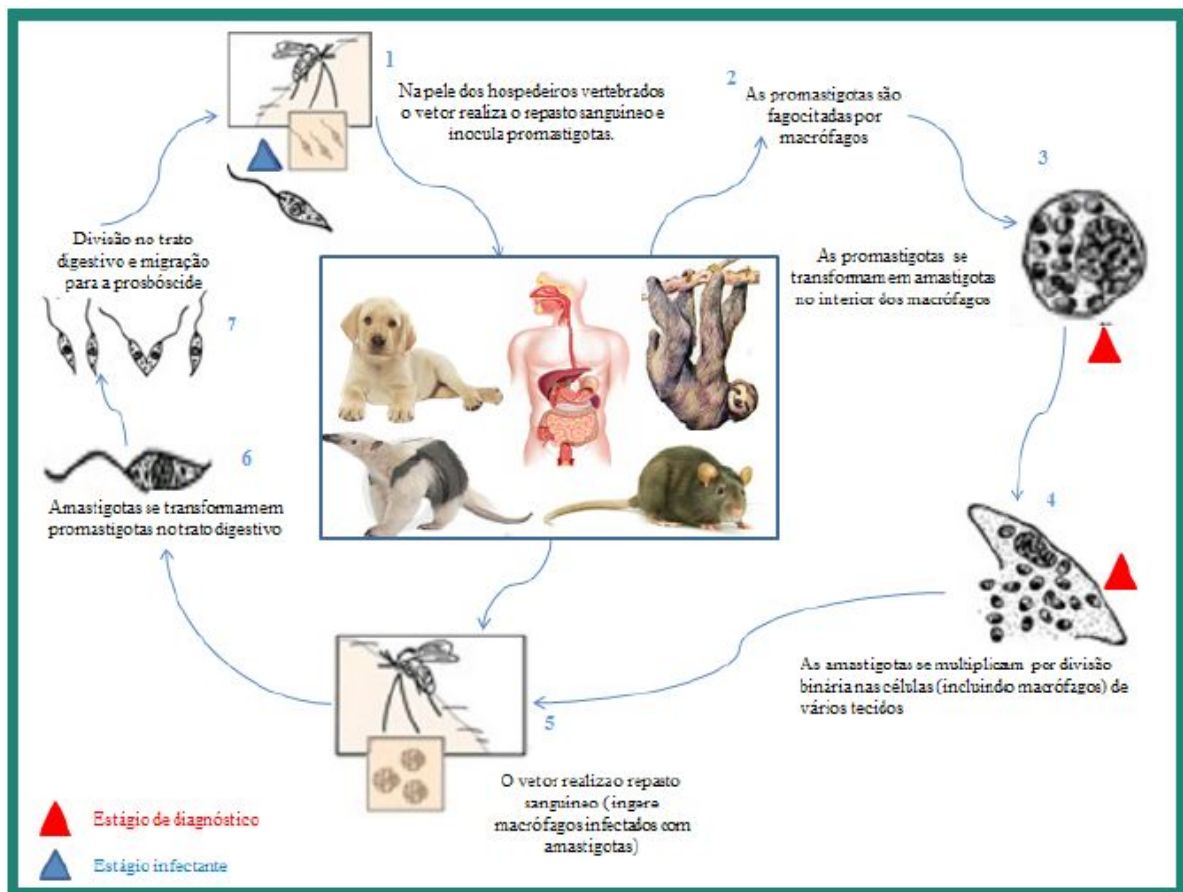 1
Na pele dos hospedeiros vertebrados
o vetor realiza o repasto sanguíneo e
inocula promastigotas.
2
As promastigotas são
fagocitadas por
macrófagos
3
As promastigotas se
transformam em amastigotas
no interior dos macrófagos
4
As amastigotas se multiplicam por divisão
binária nas células (incluindo macrófagos) de
vários tecidos
5
O vetor realiza o repasto
sanguíneo (ingere
macrófagos infectados com
amastigotas)
6
Amastigotas se transformam em
promastigotas no trato digestivo
7
Divisão no trato
digestivo e migração
para a prosbóscide
Estágio de diagnóstico
Estágio infectante